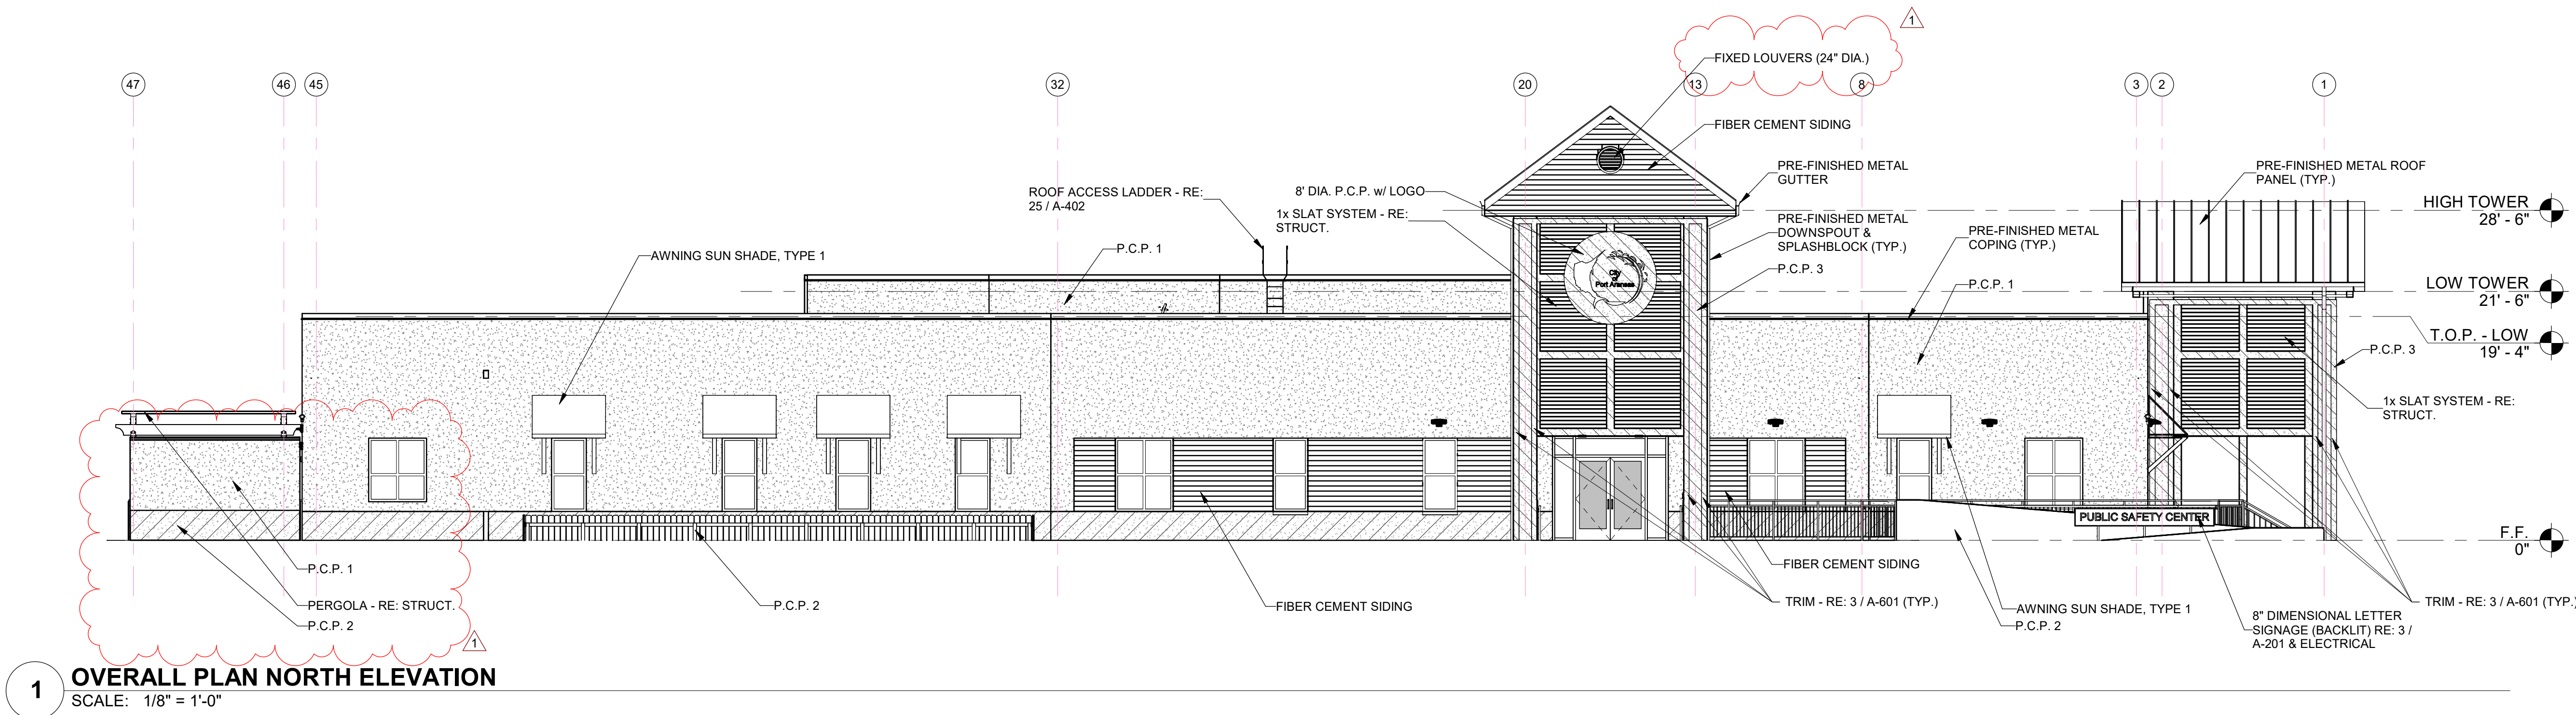 1
FIXED LOUVERS (24" DIA.)
47
46
45
32
20
13
8
3
2
1
FIBER CEMENT SIDING
PRE-FINISHED METAL
GUTTER
PRE-FINISHED METAL ROOF
PANEL (TYP.)
ROOF ACCESS LADDER - RE:
25 / A-402
8' DIA. P.C.P. w/ LOGO
1x SLAT SYSTEM - RE:
STRUCT.
HIGH TOWER
28' - 6"
PRE-FINISHED METAL
DOWNSPOUT &
SPLASHBLOCK (TYP.)
PRE-FINISHED METAL
COPING (TYP.)
AWNING SUN SHADE, TYPE 1
P.C.P. 1
P.C.P. 3
P.C.P. 1
City
of
Port Aransas
LOW TOWER
21' - 6"
T.O.P. - LOW
19' - 4"
P.C.P. 3
1x SLAT SYSTEM - RE:
STRUCT.
PUBLIC SAFETY CENTER
F.F.
0"
P.C.P. 1
PERGOLA - RE: STRUCT.
P.C.P. 2
P.C.P. 2
FIBER CEMENT SIDING
FIBER CEMENT SIDING
TRIM - RE: 3 / A-601 (TYP.)
AWNING SUN SHADE, TYPE 1
P.C.P. 2
8" DIMENSIONAL LETTER
SIGNAGE (BACKLIT) RE: 3 /
A-201 & ELECTRICAL
TRIM - RE: 3 / A-601 (TYP.)
1
1
OVERALL PLAN NORTH ELEVATION
SCALE: 1/8" = 1'-0"